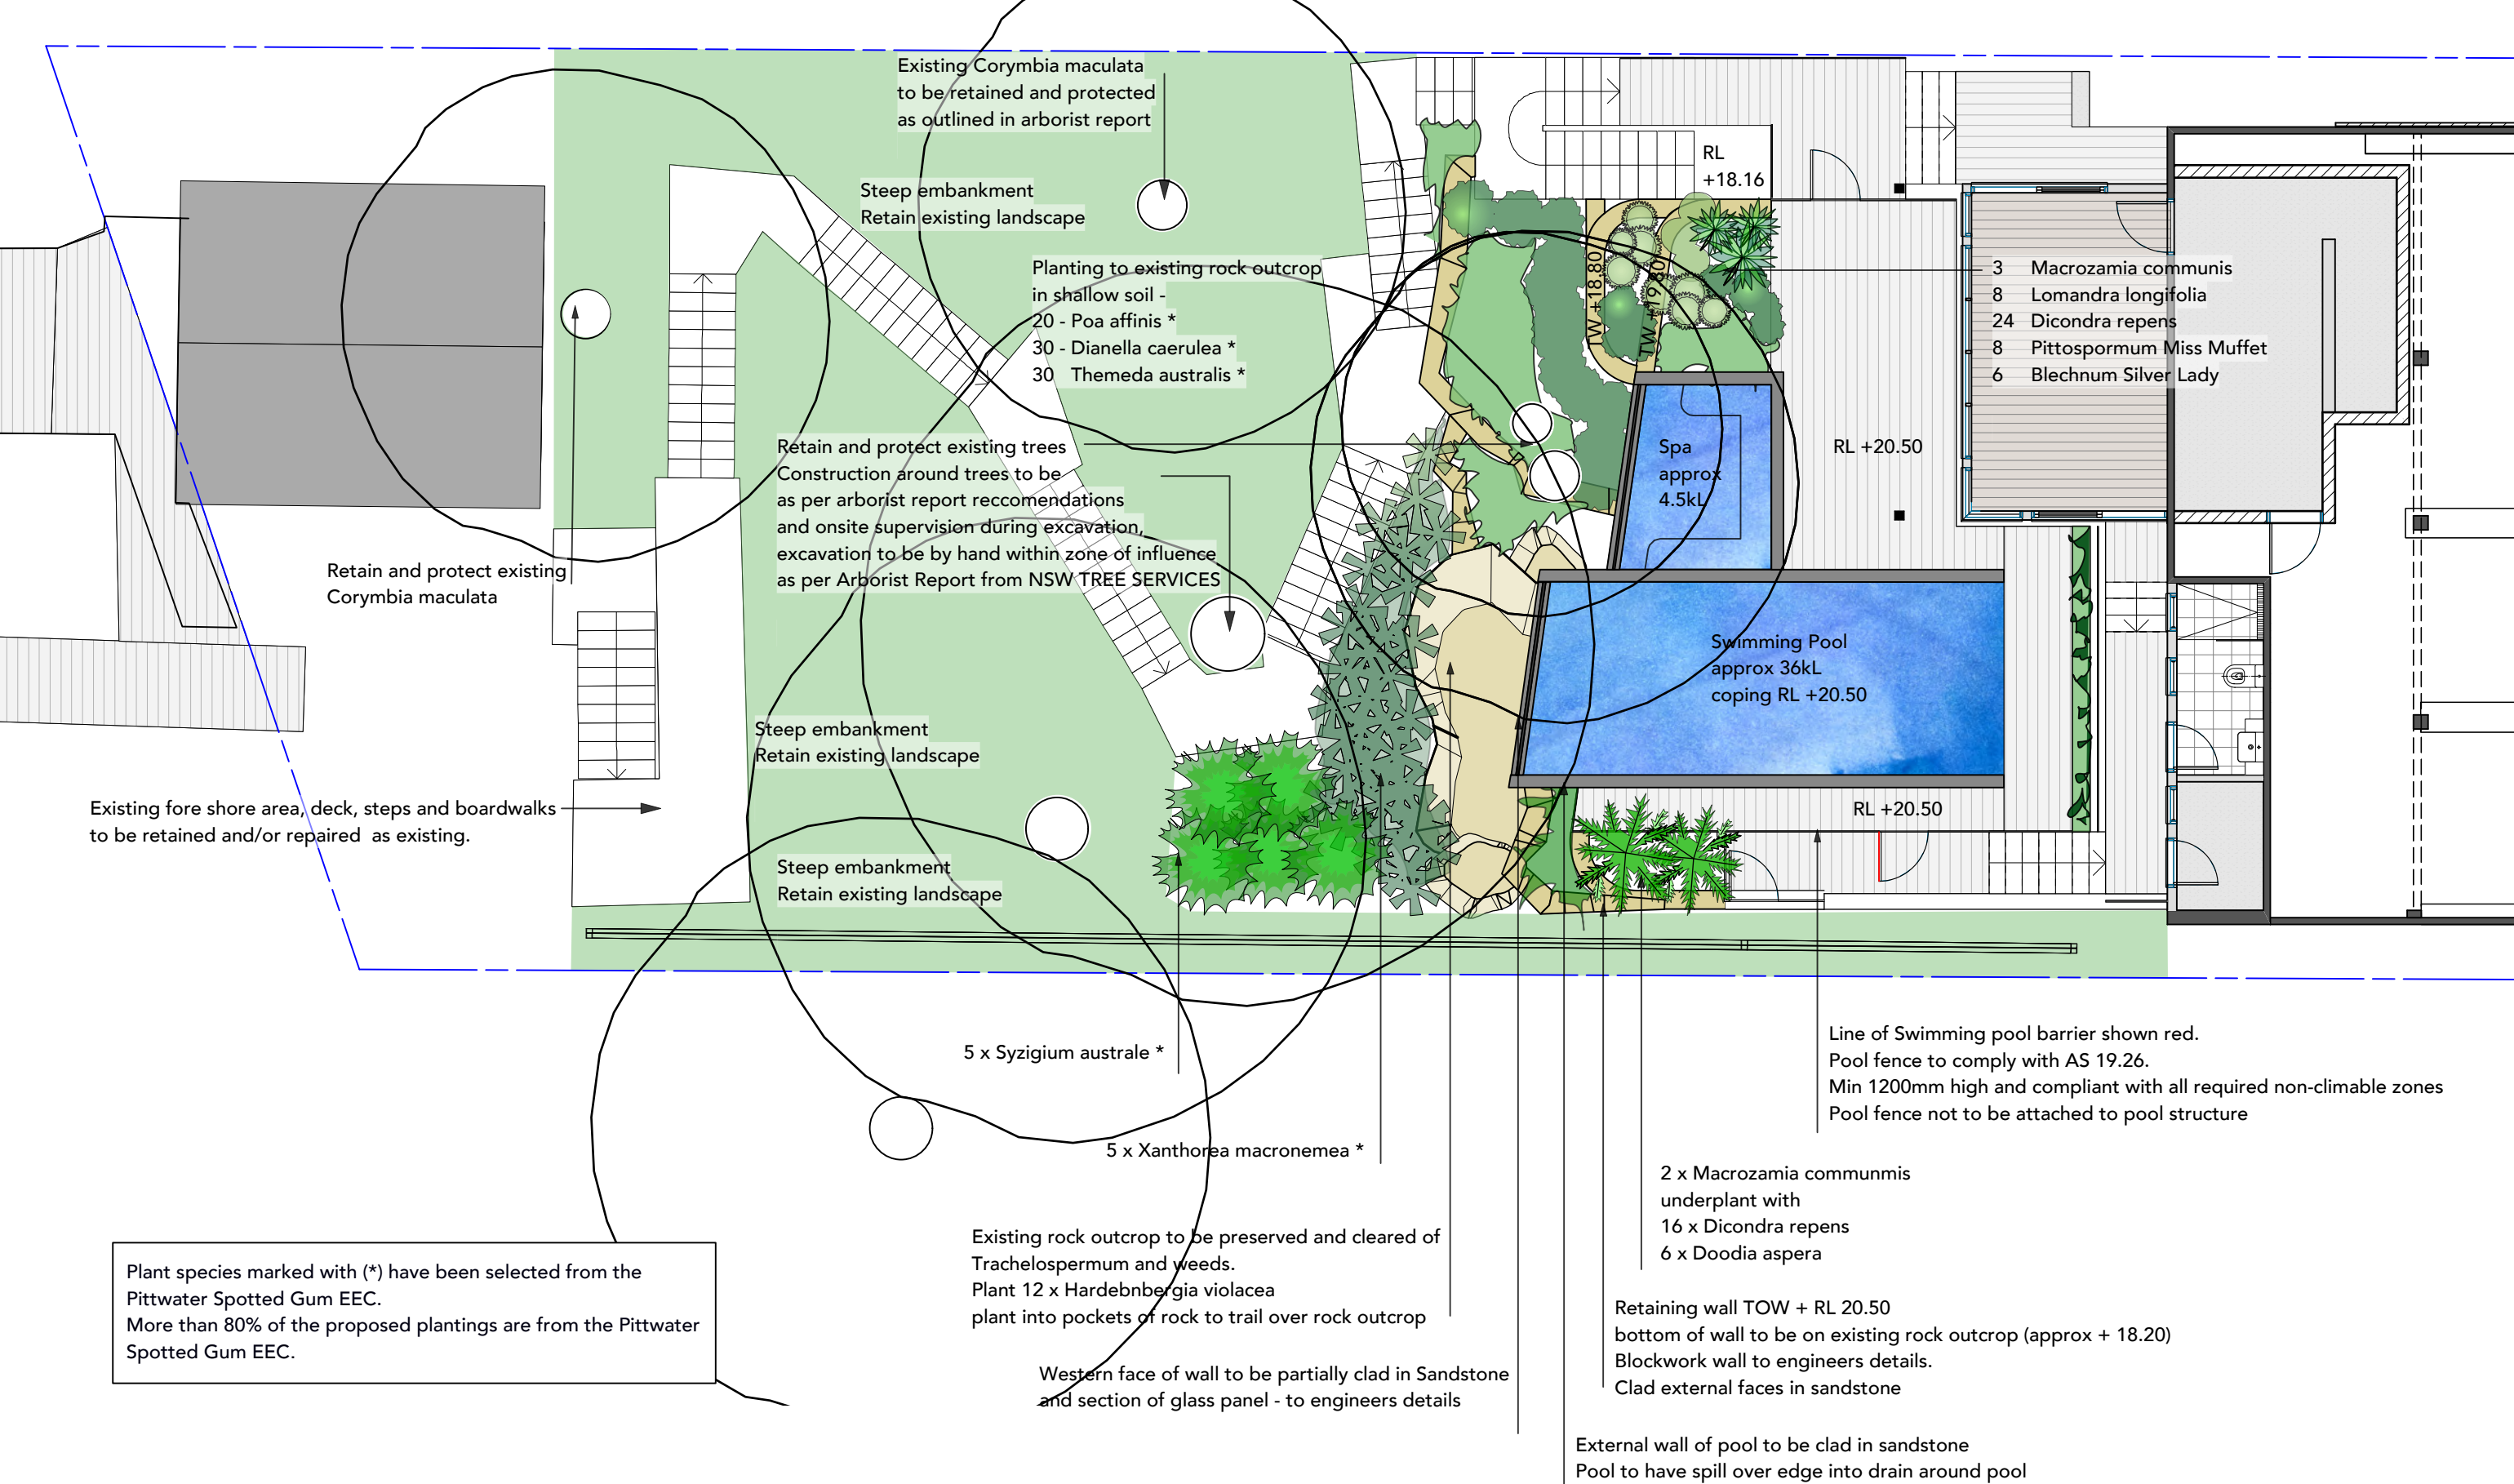 Existing Corymbia maculata
to be retained and protected
as outlined in arborist report
Steep embankment
Retain existing landscape
RL
+18.16
Planting to existing rock outcrop
in shallow soil -
20 - Poa affinis *
30 - Dianella caerulea *
30 Themeda australis *
TW +18.80
TW +19.80
3 Macrozamia communis
8 Lomandra longifolia
24 Dicondra repens
8 Pittospormum Miss Muffet
6 Blechnum Silver Lady
Retain and protect existing trees
Construction around trees to be
as per arborist report reccomendations
and onsite supervision during excavation,
excavation to be by hand within zone of influence
as per Arborist Report from NSW TREE SERVICES
Spa
approx
4.5kL
RL +20.50
Retain and protect existing
Corymbia maculata
Swimming Pool
approx 36kL
coping RL +20.50
Steep embankment
Retain existing landscape
Existing fore shore area, deck, steps and boardwalks
to be retained and/or repaired as existing.
RL +20.50
Steep embankment
Retain existing landscape
5 x Syzigium australe *
Line of Swimming pool barrier shown red.
Pool fence to comply with AS 19.26.
Min 1200mm high and compliant with all required non-climable zones
Pool fence not to be attached to pool structure
5 x Xanthorea macronemea *
2 x Macrozamia communmis
underplant with
16 x Dicondra repens
6 x Doodia aspera
Existing rock outcrop to be preserved and cleared of
Trachelospermum and weeds.
Plant 12 x Hardebnbergia violacea
plant into pockets of rock to trail over rock outcrop
Plant species marked with (*) have been selected from the
Pittwater Spotted Gum EEC.
More than 80% of the proposed plantings are from the Pittwater
Spotted Gum EEC.
Retaining wall TOW + RL 20.50
bottom of wall to be on existing rock outcrop (approx + 18.20)
Blockwork wall to engineers details.
Clad external faces in sandstone
Western face of wall to be partially clad in Sandstone
and section of glass panel - to engineers details
External wall of pool to be clad in sandstone
Pool to have spill over edge into drain around pool